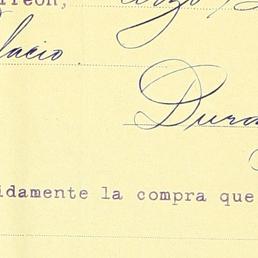 rreón,
lacio
Dura
idamente la compra que